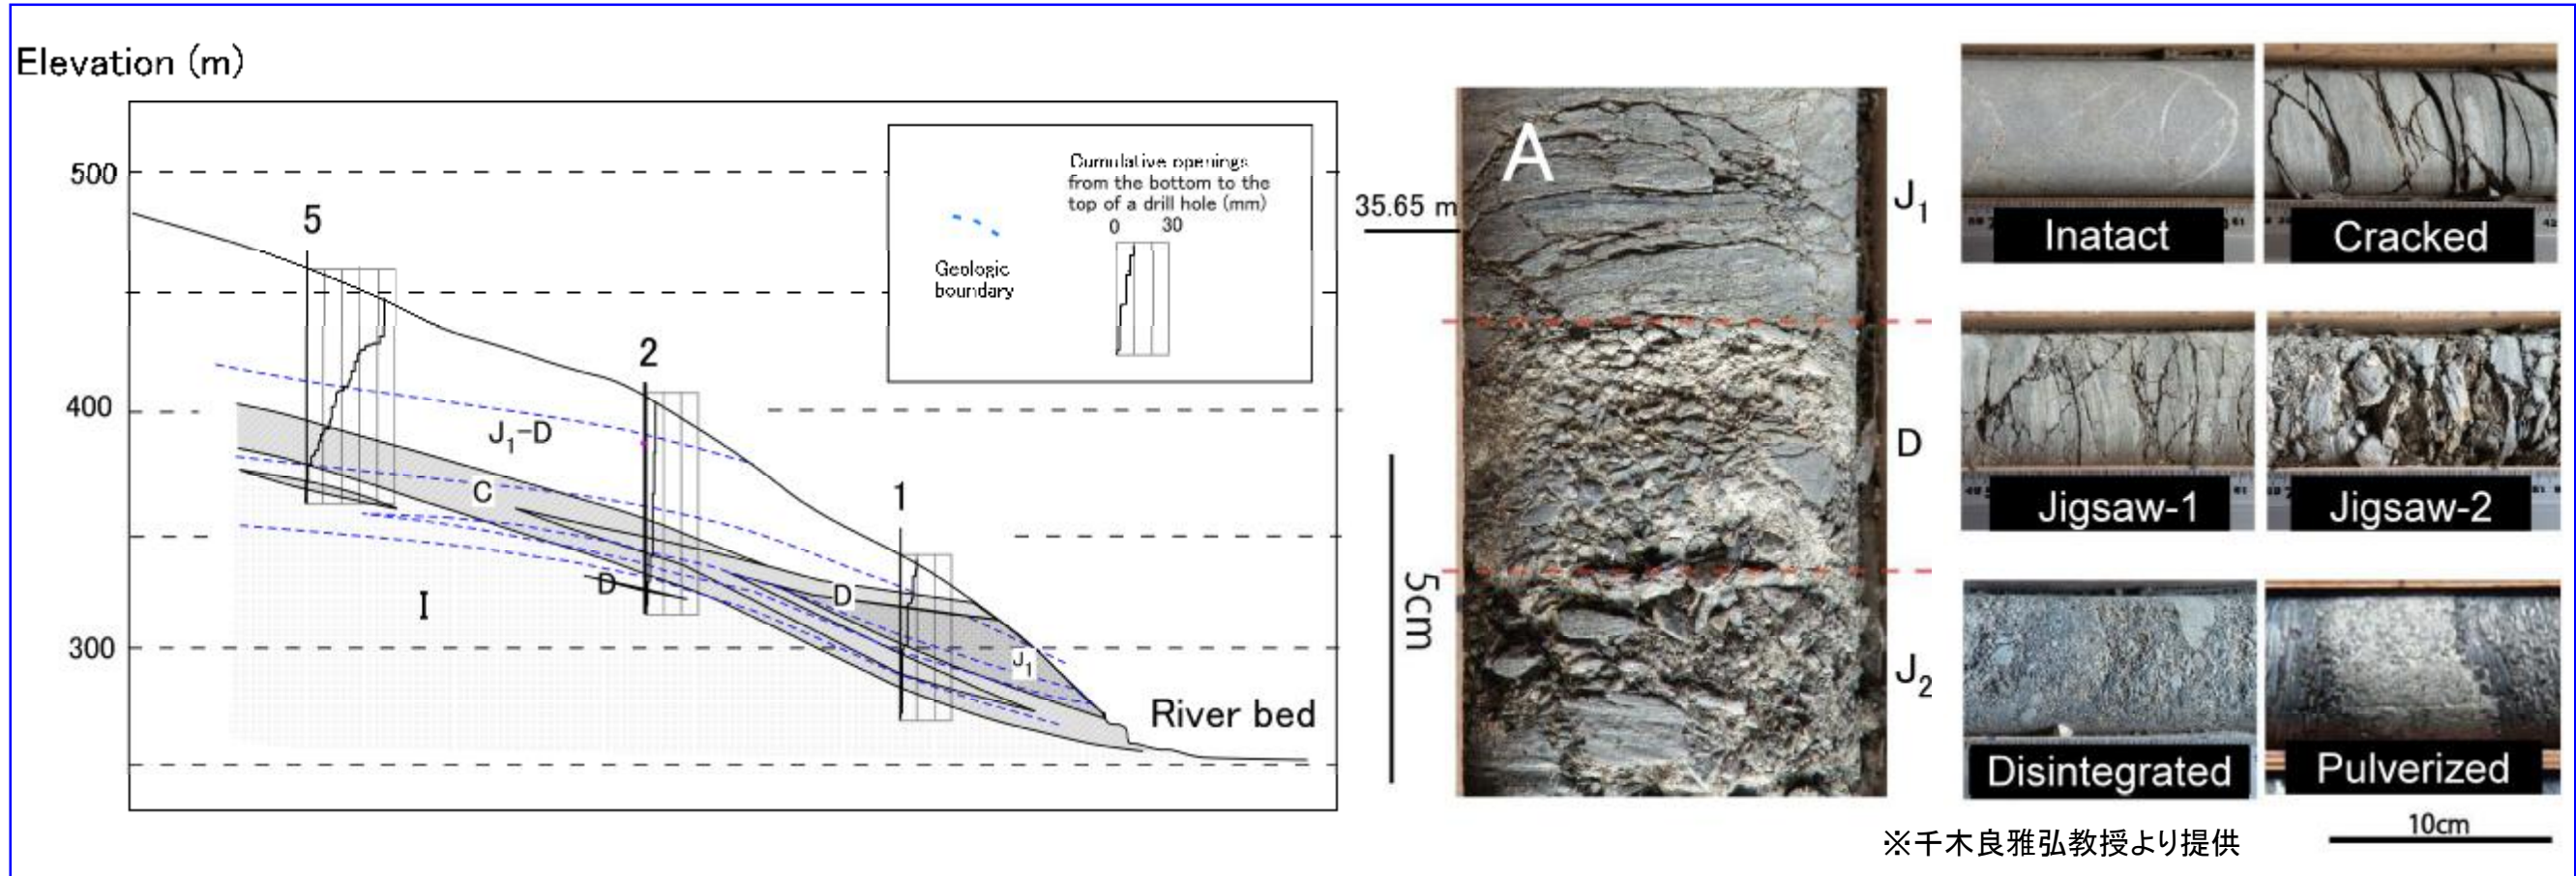 Elevation (m)
500
400
300
5
2
1
J1-D
C
D
D
J1
I
River bed
Cumulative openings
from the bottom to the
top of a drill hole (mm)
0 30
Geologic
boundary
A
35.65 m
5cm
J1
D
J2
Inatact
Cracked
Jigsaw-1
Jigsaw-2
Disintegrated
Pulverized
10cm
※千木良雅弘教授より提供